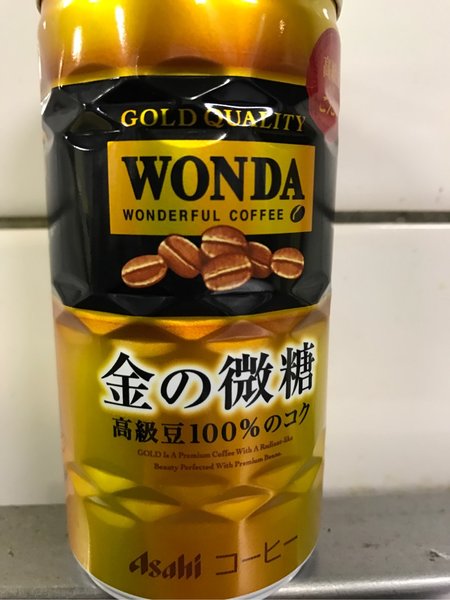 GOLD QUALITY
WONDA
WONDERFUL COFFEE
金の微糖
高級豆100%のコク
GOLD Is A Premium Coffee With A Radiant-like
Beauty Perfected With Premium Beans.
Asahi コーヒー